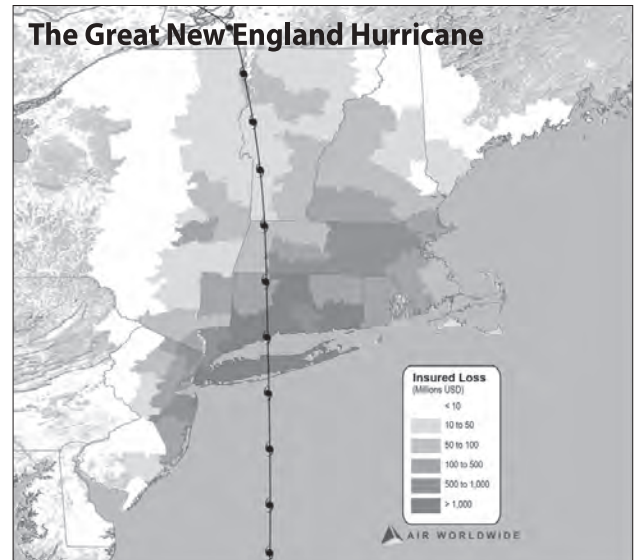 The Great New England Hurricane
Insured Loss
(Millions USD)
< 10
10 to 50
50 to 100
100 to 500
500 to 1,000
> 1,000
AIR WORLDWIDE